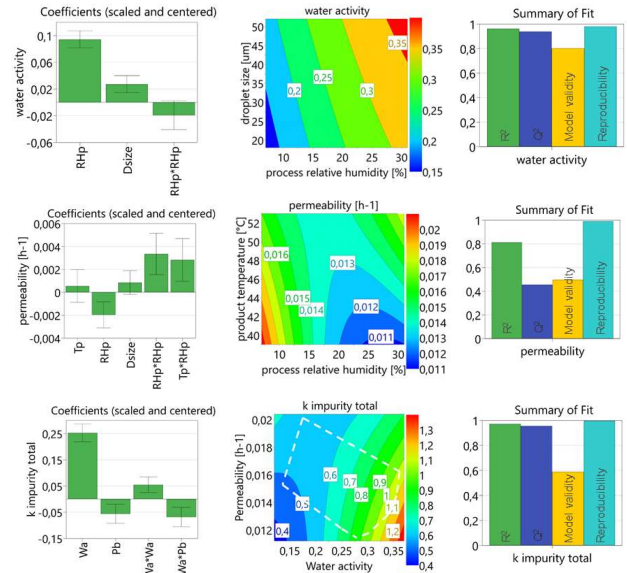 Coefficients (scaled and centered)
water activity
0,1
0,06
0,02
-0,02
-0,06
RHp
Dsize
RHp*RHp
water activity
droplet size [um]
50
45
40
35
30
25
20
0,2
0,25
0,3
0,35
10 15 20 25 30
process relative humidity [%]
0,35
0,3
0,25
0,2
0,15
Summary of Fit
1
0,8
0,6
0,4
0,2
0
R2
Q2
Model validity
Reproducibility
water activity
Coefficients (scaled and centered)
permeability [h-1]
0,006
0,004
0,002
0
-0,002
-0,004
Tp
RHp
Dsize
RHp*RHp
Tp*RHp
permeability [h-1]
product temperature [°C]
52
50
48
46
44
42
40
0,016
0,015
0,014
0,013
0,012
0,011
10 15 20 25 30
process relative humidity [%]
0,02
0,019
0,018
0,017
0,016
0,015
0,014
0,013
0,012
0,011
Summary of Fit
1
0,8
0,6
0,4
0,2
0
R2
Model validity
Reproducibility
permeability
Coefficients (scaled and centered)
k impurity total
0,25
0,15
0,05
-0,05
-0,15
Wa
Pb
Wa*Wa
Wa*Pb
k impurity total
Permeability [h-1]
0,02
0,018
0,016
0,014
0,012
0,4
0,5
0,6
0,7
0,8
0,9
1
1,1
1,2
0,15 0,2 0,25 0,3 0,35
Water activity
1,3
1,2
1,1
1
0,9
0,8
0,7
0,6
0,5
0,4
Summary of Fit
1
0,8
0,6
0,4
0,2
0
R2
Model validity
Reproducibility
k impurity total